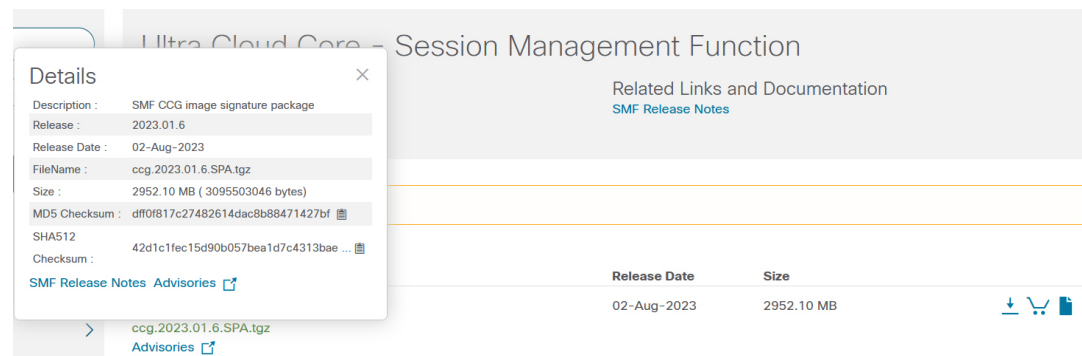 Ultra Cloud Core - Session Management Function
Details
Description : SMF CCG image signature package
Release : 2023.01.6
Release Date : 02-Aug-2023
FileName : ccg.2023.01.6.SPA.tgz
Size : 2952.10 MB ( 3095503046 bytes)
MD5 Checksum : dff0f817c27482614dac8b88471427bf
SHA512
Checksum : 42d1c1fec15d90b057bea1d7c4313bae ...
SMF Release Notes Advisories
Related Links and Documentation
SMF Release Notes
Release Date Size
02-Aug-2023 2952.10 MB
ccg.2023.01.6.SPA.tgz
Advisories